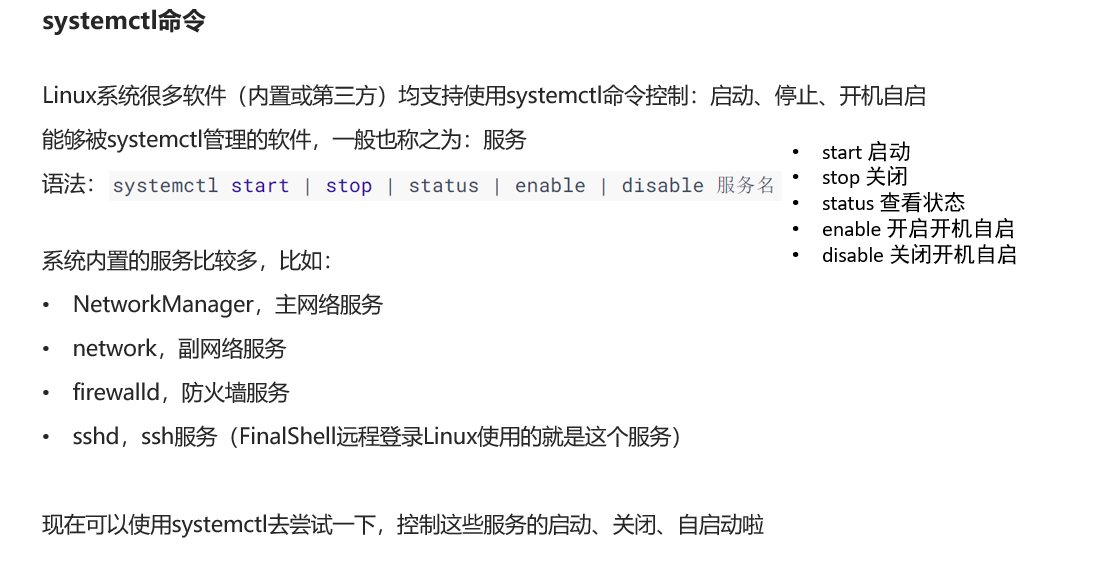 systemctl命令
Linux系统很多软件（内置或第三方）均支持使用systemctl命令控制：启动、停止、开机自启
能够被systemctl管理的软件，一般也称之为：服务
语法：systemctl start | stop | status | enable | disable 服务名
• start 启动
• stop 关闭
• status 查看状态
• enable 开启开机自启
• disable 关闭开机自启
系统内置的服务比较多，比如：
• NetworkManager，主网络服务
• network，副网络服务
• firewalld，防火墙服务
• sshd，ssh服务（FinalShell远程登录Linux使用的就是这个服务）
现在可以使用systemctl去尝试一下，控制这些服务的启动、关闭、自启动啦